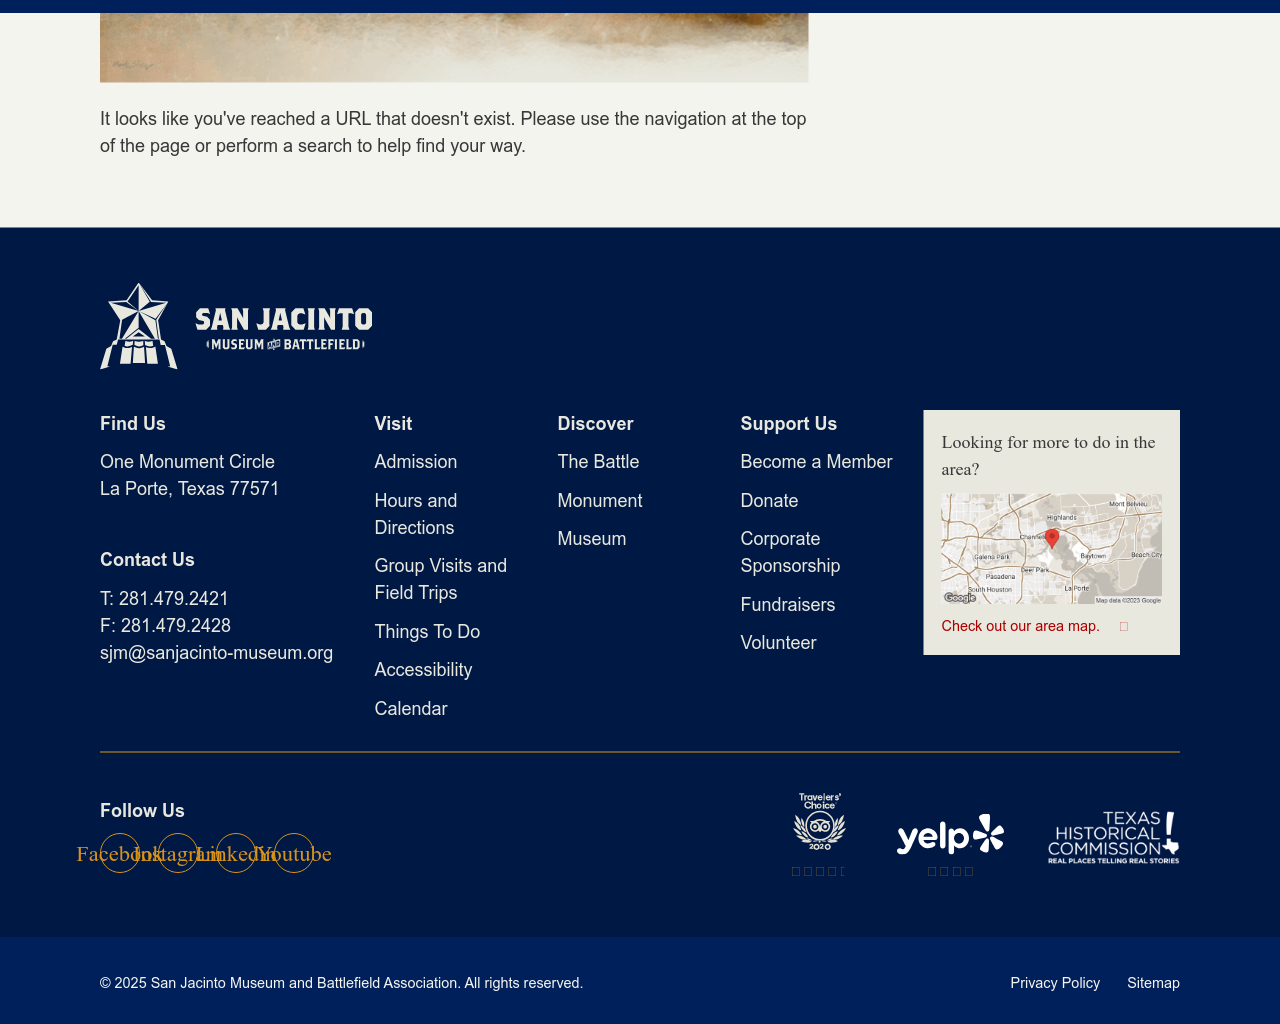 It looks like you've reached a URL that doesn't exist. Please use the navigation at the top
of the page or perform a search to help find your way.
SAN JACINTO
MUSEUM AND BATTLEFIELD
Find Us
One Monument Circle
La Porte, Texas 77571
Contact Us
T: 281.479.2421
F: 281.479.2428
sjm@sanjacinto-museum.org
Visit
Admission
Hours and
Directions
Group Visits and
Field Trips
Things To Do
Accessibility
Calendar
Discover
The Battle
Monument
Museum
Support Us
Become a Member
Donate
Corporate
Sponsorship
Fundraisers
Volunteer
Looking for more to do in the
area?
Mont Belvieu
Highlands
Channelview
Galena Park
Baytown
Beach City
Deer Park
Pasadena
La Porte
South Houston
Google
Map data ©2023 Google
Check out our area map.
Follow Us
Facebook
Instagram
LinkedIn
Youtube
Travelers'
Choice
2020
yelp
TEXAS
HISTORICAL
COMMISSION
REAL PLACES TELLING REAL STORIES
© 2025 San Jacinto Museum and Battlefield Association. All rights reserved.
Privacy Policy
Sitemap